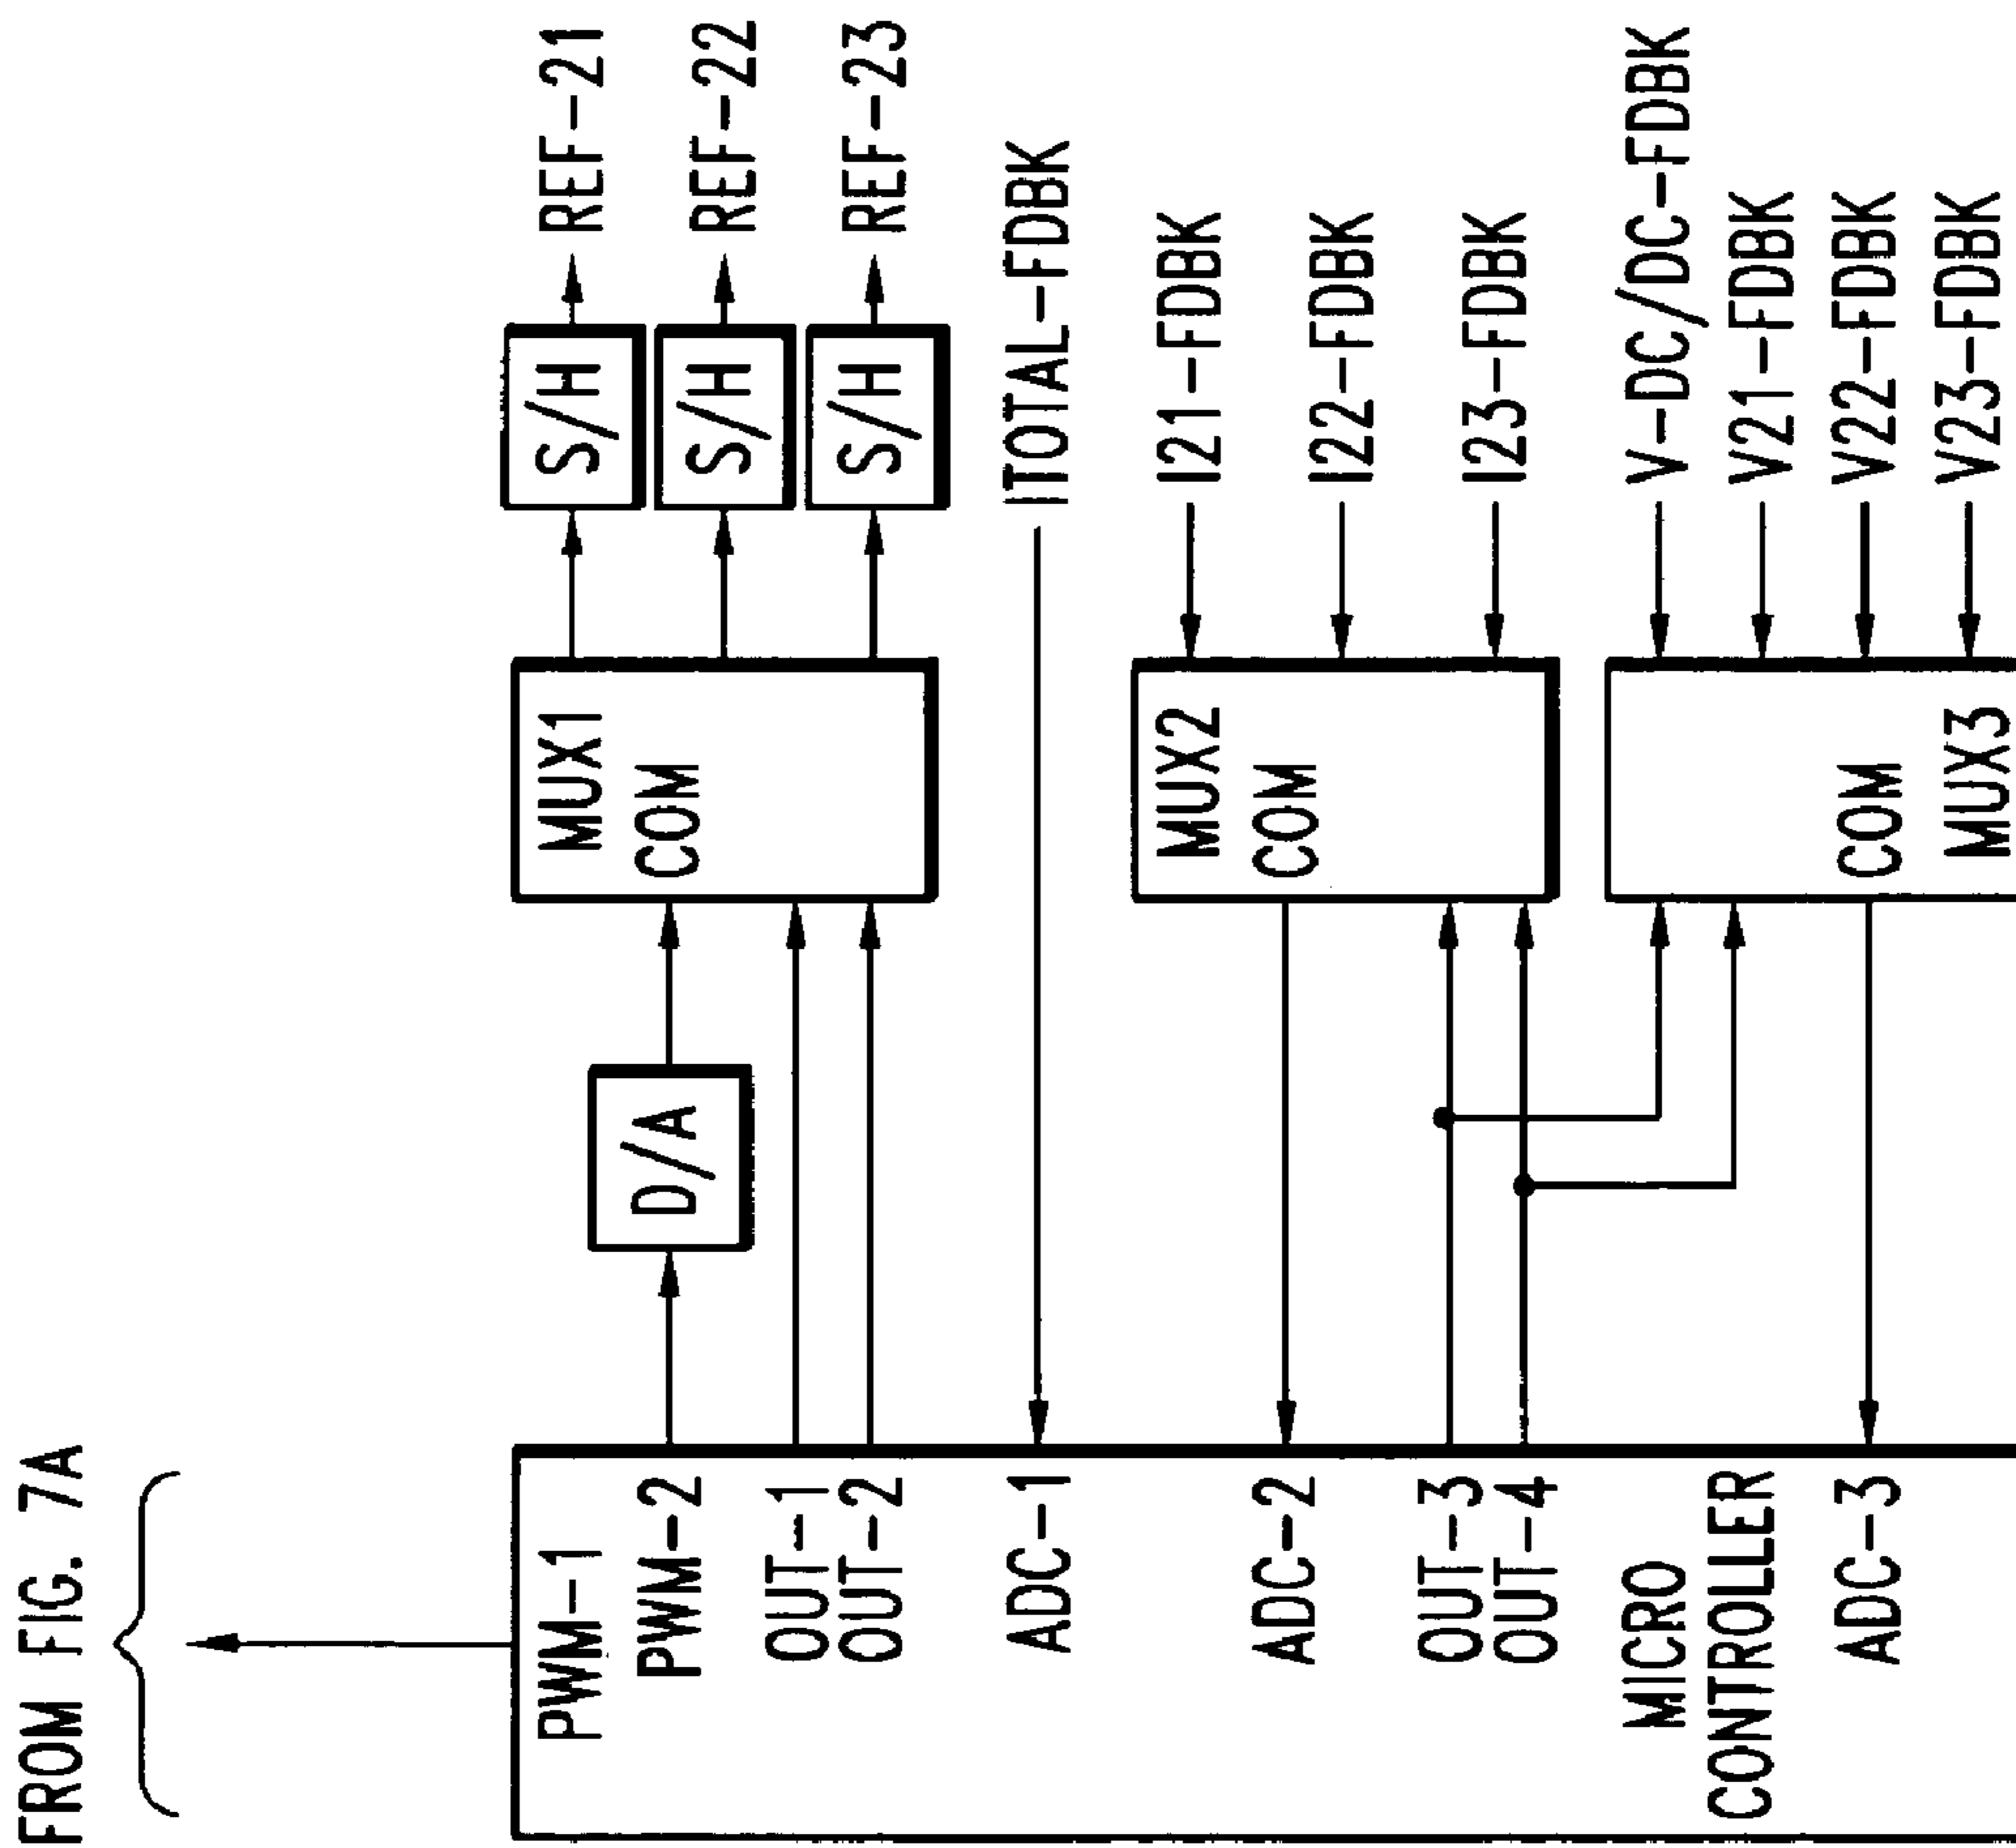 FROM FIG. 7A
PWM-1
PWM-2
OUT-1
OUT-2
ADC-1
ADC-2
OUT-3
OUT-4
MICRO
CONTROLLER
ADC-3
D/A
MUX1
COM
MUX2
COM
COM
MUX3
S/H
S/H
S/H
REF-21
REF-22
REF-23
ITOTAL-FDBK
I21-FDBK
I22-FDBK
I23-FDBK
V-DC/DC-FDBK
V21-FDBK
V22-FDBK
V23-FDBK